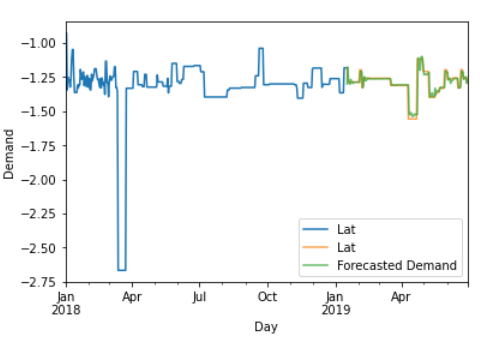 −1.00
−1.25
−1.50
−1.75
−2.00
−2.25
−2.50
−2.75
Demand
Jan
2018
Apr
Jul
Oct
Jan
2019
Apr
Day
Lat
Lat
Forecasted Demand